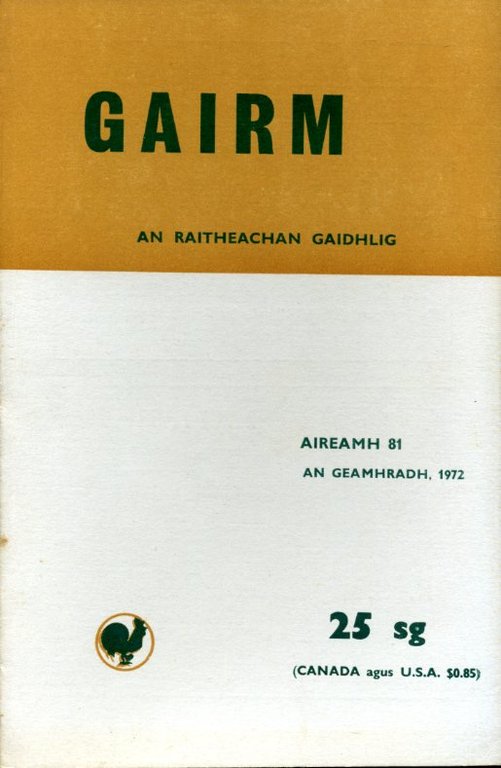 GAIRM
AN RAITHEACHAN GAIDHLIG
AIREAMH 81
AN GEAMHRADH, 1972
25 sg
(CANADA agus U.S.A. $0.85)